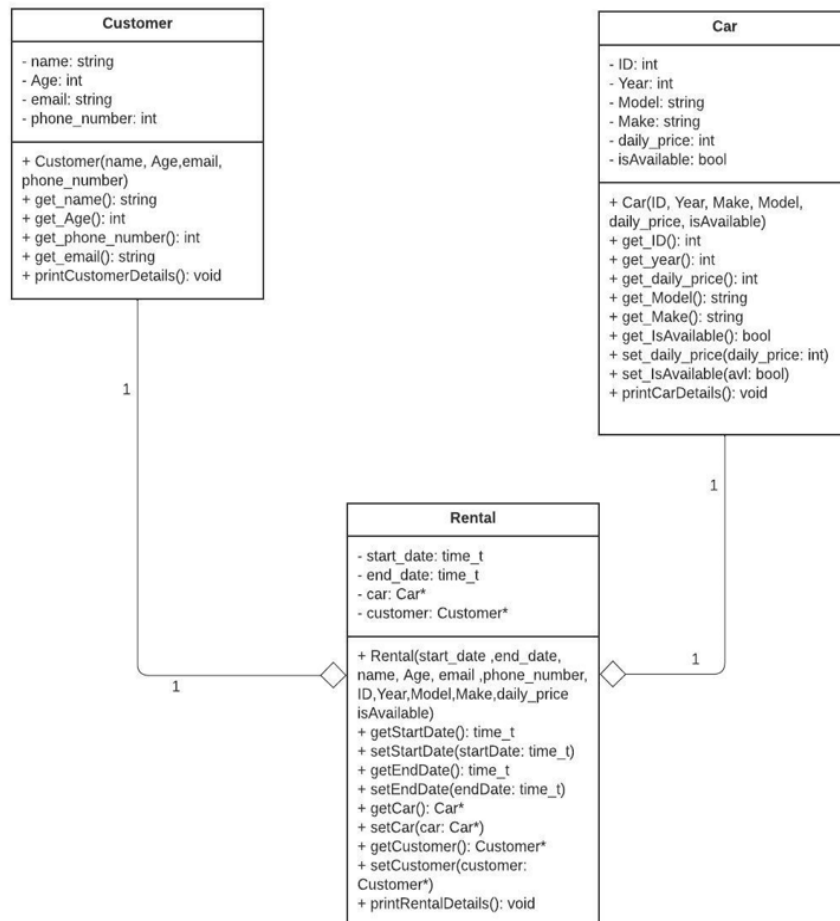 Customer
- name: string
- Age: int
- email: string
- phone_number: int
+ Customer(name, Age,email,
phone_number)
+ get_name(): string
+ get_Age(): int
+ get_phone_number(): int
+ get_email(): string
+ printCustomerDetails(): void
Car
- ID: int
- Year: int
- Model: string
- Make: string
- daily_price: int
- isAvailable: bool
+ Car(ID, Year, Make, Model,
daily_price, isAvailable)
+ get_ID(): int
+ get_year(): int
+ get_daily_price(): int
+ get_Model(): string
+ get_Make(): string
+ get_IsAvailable(): bool
+ set_daily_price(daily_price: int)
+ set_IsAvailable(avl: bool)
+ printCarDetails(): void
1
1
Rental
- start_date: time_t
- end_date: time_t
- car: Car*
- customer: Customer*
+ Rental(start_date ,end_date,
name, Age, email ,phone_number,
ID,Year,Model,Make,daily_price
isAvailable)
+ getStartDate(): time_t
+ setStartDate(startDate: time_t)
+ getEndDate(): time_t
+ setEndDate(endDate: time_t)
+ getCar(): Car*
+ setCar(car: Car*)
+ getCustomer(): Customer*
+ setCustomer(customer:
Customer*)
+ printRentalDetails(): void
1
1